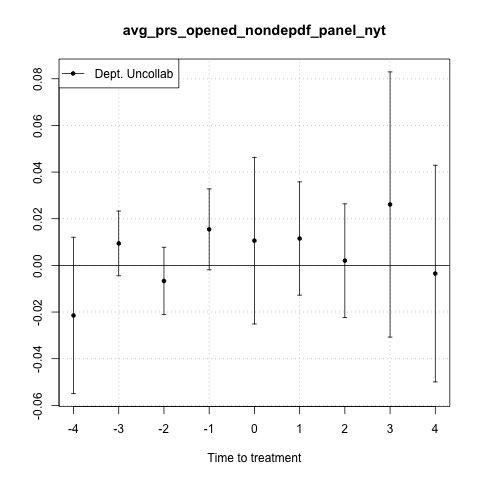 avg_prs_opened_nondepdf_panel_nyt
Dept. Uncollab
0.08
0.06
0.04
0.02
0.00
-0.02
-0.04
-0.06
-4 -3 -2 -1 0 1 2 3 4
Time to treatment